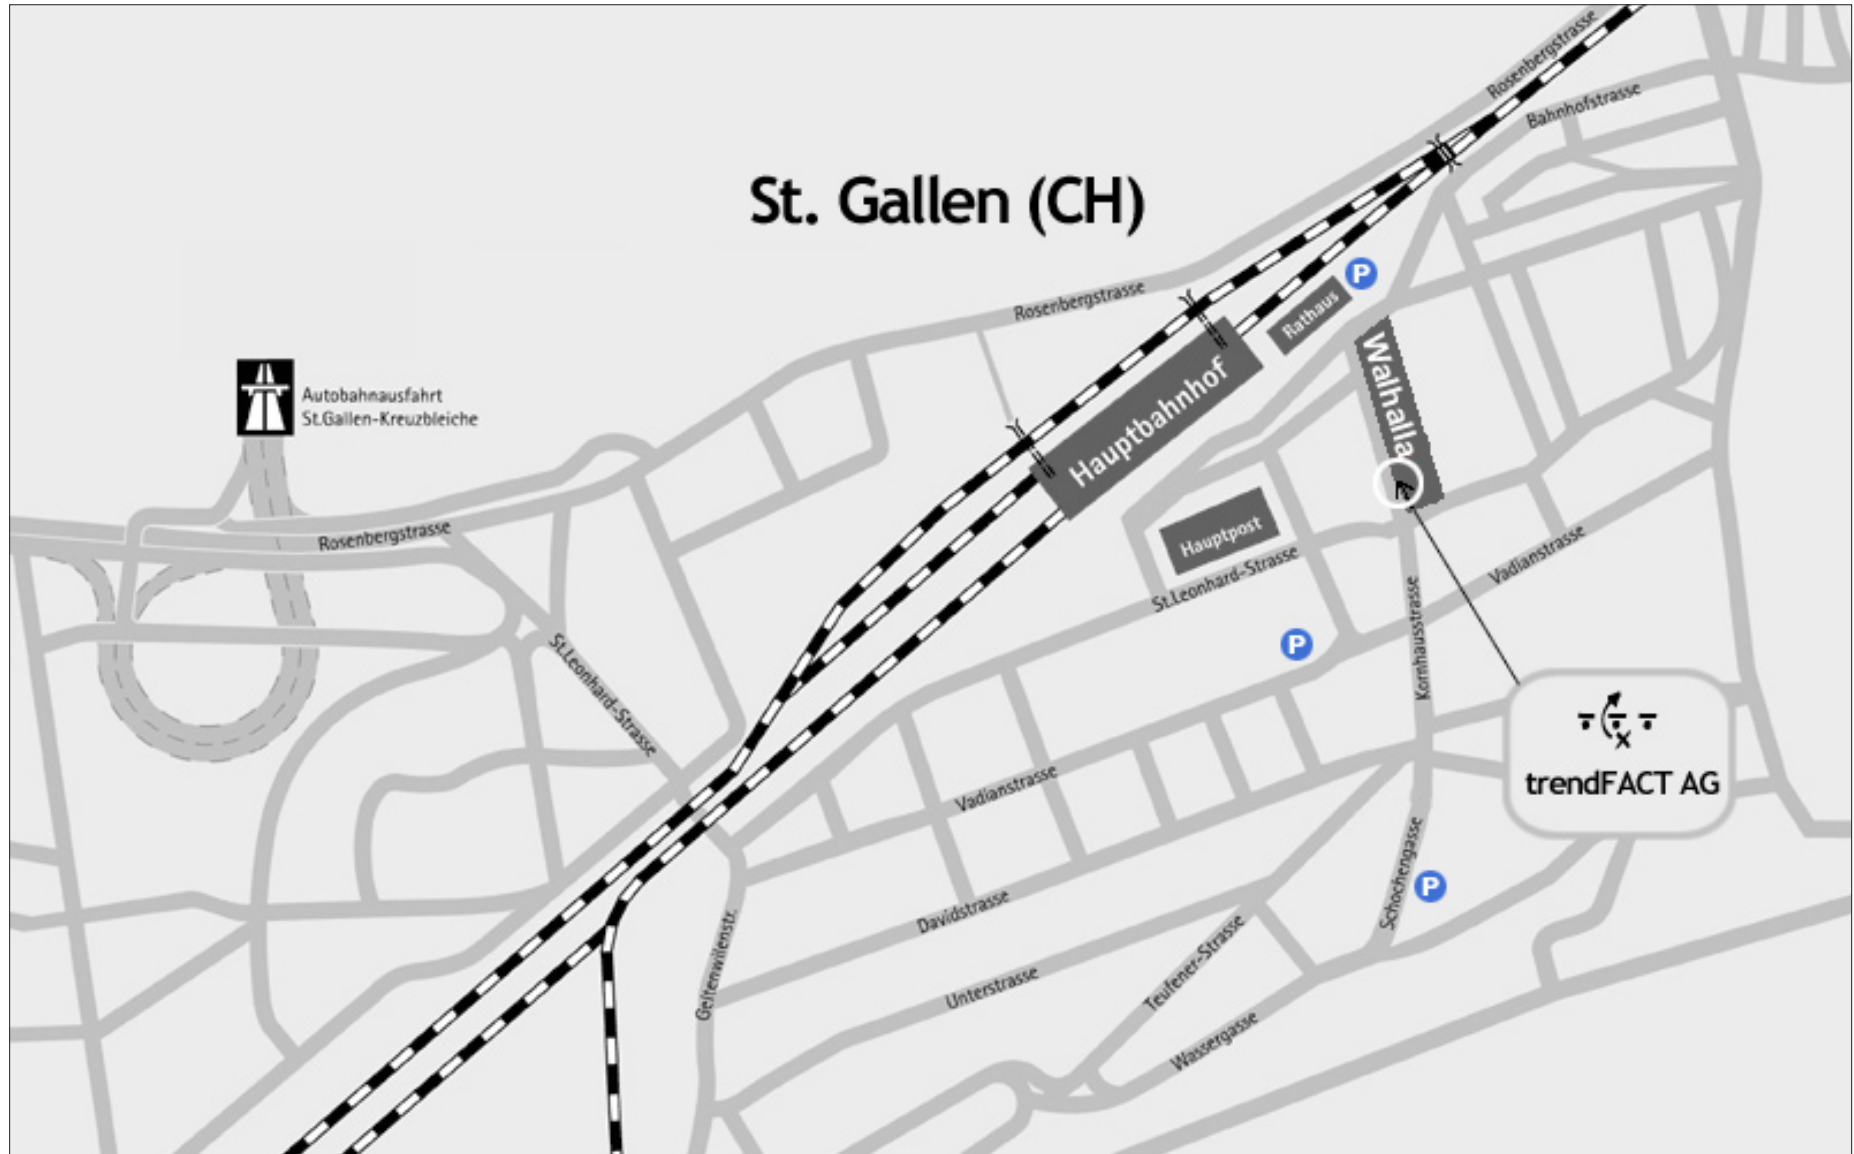 Rosenbergstrasse
Bahnhofstrasse
St. Gallen (CH)
P
Rosenbergstrasse
Rathaus
Walhalla
Hauptbahnhof
Autobahnausfahrt
St.Gallen-Kreuzbleiche
Rosenbergstrasse
Hauptpost
St.Leonhard-Strasse
Vadianstrasse
Kornhausstrasse
P
St.Leonhard-Strasse
trendFACT AG
Vadianstrasse
Schochengasse
P
Davidstrasse
Geltenwilenstr.
Unterstrasse
Teufener-Strasse
Wassergasse